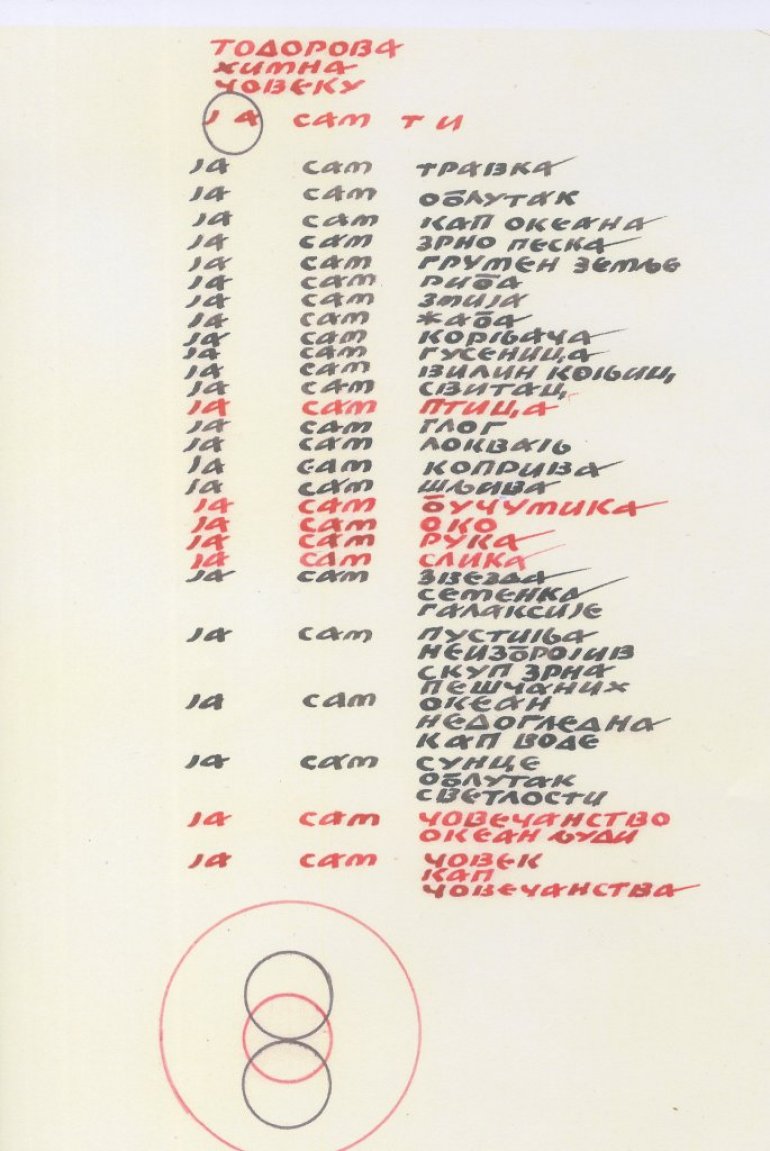 ТОДОРОВА
ХИМНА
ЧОВЕКУ
ЈА САМ ТИ
ЈА САМ ТРАВКА
ЈА САМ ОБЛУТАК
ЈА САМ КАП ОКЕАНА
ЈА САМ ЗРНО ПЕСКА
ЈА САМ ГРУМЕН ЗЕМЉЕ
ЈА САМ РИБА
ЈА САМ ЗМИЈА
ЈА САМ ЖАБА
ЈА САМ КОРЊАЧА
ЈА САМ ГУСЕНИЦА
ЈА САМ ВИЛИН КОЊИЦ
ЈА САМ СВИТАЦ
ЈА САМ ПТИЦА
ЈА САМ ГЛОГ
ЈА САМ ЛОКВАЊ
ЈА САМ КОПРИВА
ЈА САМ ШЉИВА
ЈА САМ БУЧУМИКА
ЈА САМ ОКО
ЈА САМ РУКА
ЈА САМ СЛИКА
ЈА САМ ЗВЕЗДА
СЕМЕНКА
ГАЛАКСИЈЕ
ЈА САМ ПУСТИЊА
НЕИЗБРОЈИВ
СКУП ЗРНА
ПЕШЧАНИХ
ЈА САМ ОКЕАН
НЕДОГЛЕДНА
КАП ВОДЕ
ЈА САМ СУНЦЕ
ОБЛУТАК
СВЕТЛОСТИ
ЈА САМ ЧОВЕЧАНСТВО
ОКЕАН ЉУДИ
ЈА САМ ЧОВЕК
КАП
ЧОВЕЧАНСТВА